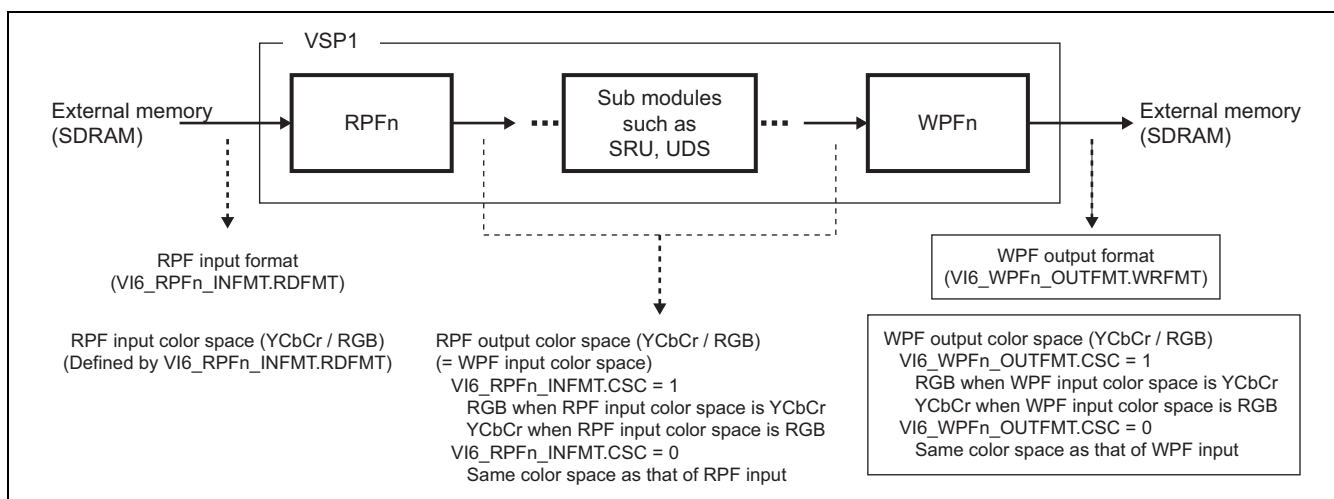 VSP1
External memory
(SDRAM)
RPFn
Sub modules
such as
SRU, UDS
WPFn
External memory
(SDRAM)
RPF input format
(VI6_RPFn_INFMT.RDFMT)
RPF input color space (YCbCr / RGB)
(Defined by VI6_RPFn_INFMT.RDFMT)
RPF output color space (YCbCr / RGB)
(= WPF input color space)
VI6_RPFn_INFMT.CSC = 1
RGB when RPF input color space is YCbCr
YCbCr when RPF input color space is RGB
VI6_RPFn_INFMT.CSC = 0
Same color space as that of RPF input
WPF output format
(VI6_WPFn_OUTFMT.WRFMT)
WPF output color space (YCbCr / RGB)
VI6_WPFn_OUTFMT.CSC = 1
RGB when WPF input color space is YCbCr
YCbCr when WPF input color space is RGB
VI6_WPFn_OUTFMT.CSC = 0
Same color space as that of WPF input